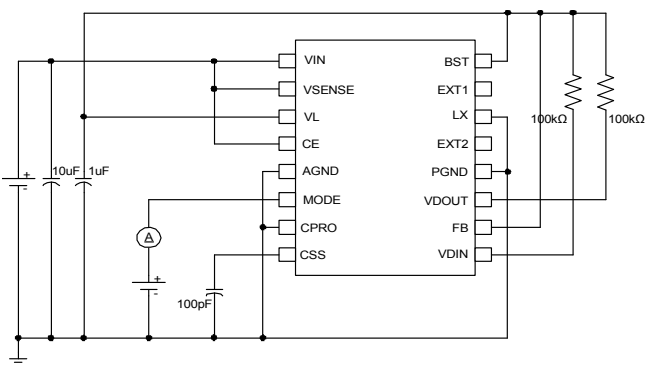 VIN
VSENSE
VL
CE
AGND
MODE
CPRO
CSS
BST
EXT1
LX
EXT2
PGND
VDOUT
FB
VDIN
10uF
1uF
100kΩ
100kΩ
+
-
A
+
-
100pF